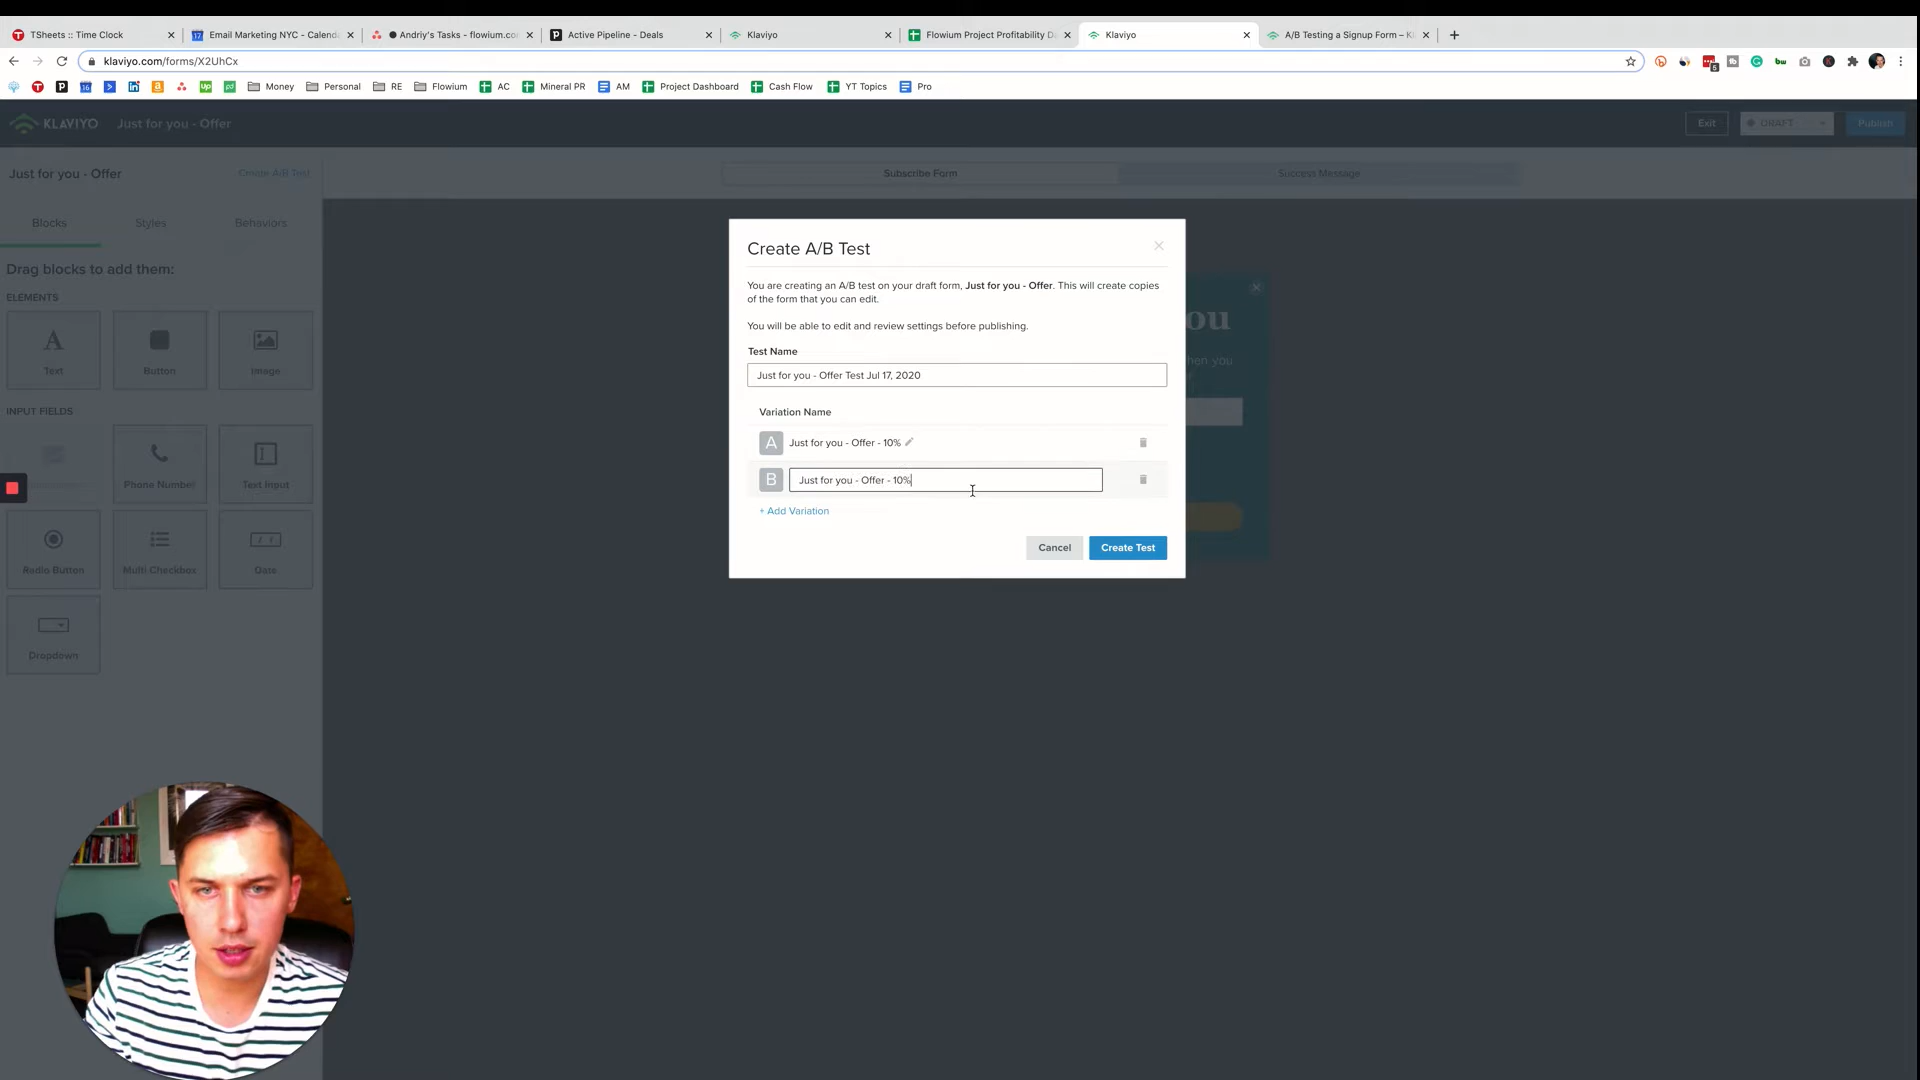 TSheets :: Time Clock
Email Marketing NYC - Calend
Andriy's Tasks - flowium.co
Active Pipeline - Deals
Klaviyo
Flowium Project Profitability D
Klaviyo
A/B Testing a Signup Form – K
klaviyo.com/forms/X2UhCx
Money
Personal
RE
Flowium
AC
Mineral PR
AM
Project Dashboard
Cash Flow
YT Topics
Pro
KLAVIYO
Just for you - Offer
Exit
DRAFT
Publish
Just for you - Offer
Create A/B Test
Subscribe Form
Success Message
Blocks
Styles
Behaviors
Drag blocks to add them:
ELEMENTS
Text
Button
Image
INPUT FIELDS
Phone Number
Text Input
Radio Button
Multi Checkbox
Date
Dropdown
Create A/B Test
You are creating an A/B test on your draft form, Just for you - Offer. This will create copies
of the form that you can edit.
You will be able to edit and review settings before publishing.
Test Name
Just for you - Offer Test Jul 17, 2020
Variation Name
A Just for you - Offer - 10%
B Just for you - Offer - 10%
+ Add Variation
Cancel
Create Test
ou
hen you